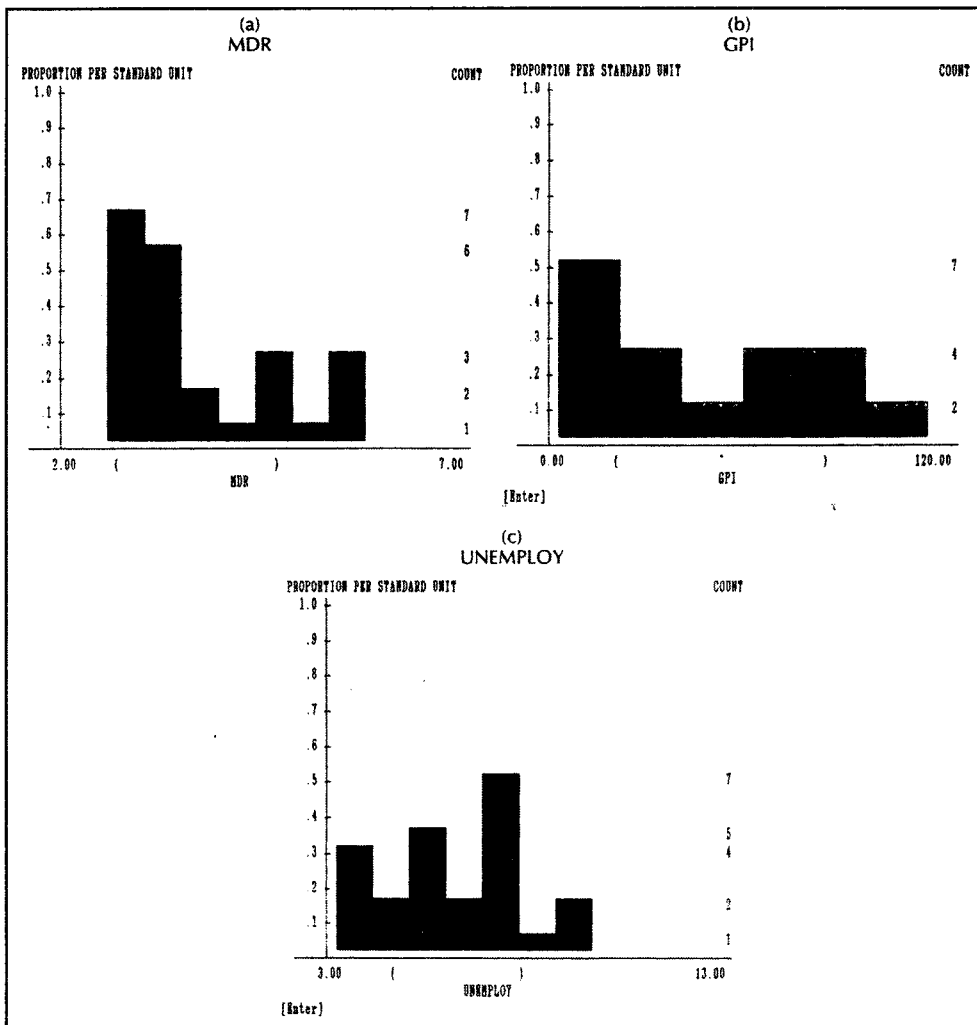 (a)
MDR
PROPORTION PER STANDARD UNIT COUNT
1.0
.9
.8
.7 7
.6 6
.5
.4
.3 3
.2 2
.1 1
2.00 ( ) 7.00
MDR
(b)
GPI
PROPORTION PER STANDARD UNIT COUNT
1.0
.9
.8
.7
.6
.5 7
.4
.3 4
.2
.1 2
0.00 ( * ) 120.00
GPI
[Enter]
(c)
UNEMPLOY
PROPORTION PER STANDARD UNIT COUNT
1.0
.9
.8
.7
.6
.5 7
.4 5
.3 4
.2 2
.1 1
3.00 ( ) 13.00
UNEMPLOY
[Enter]